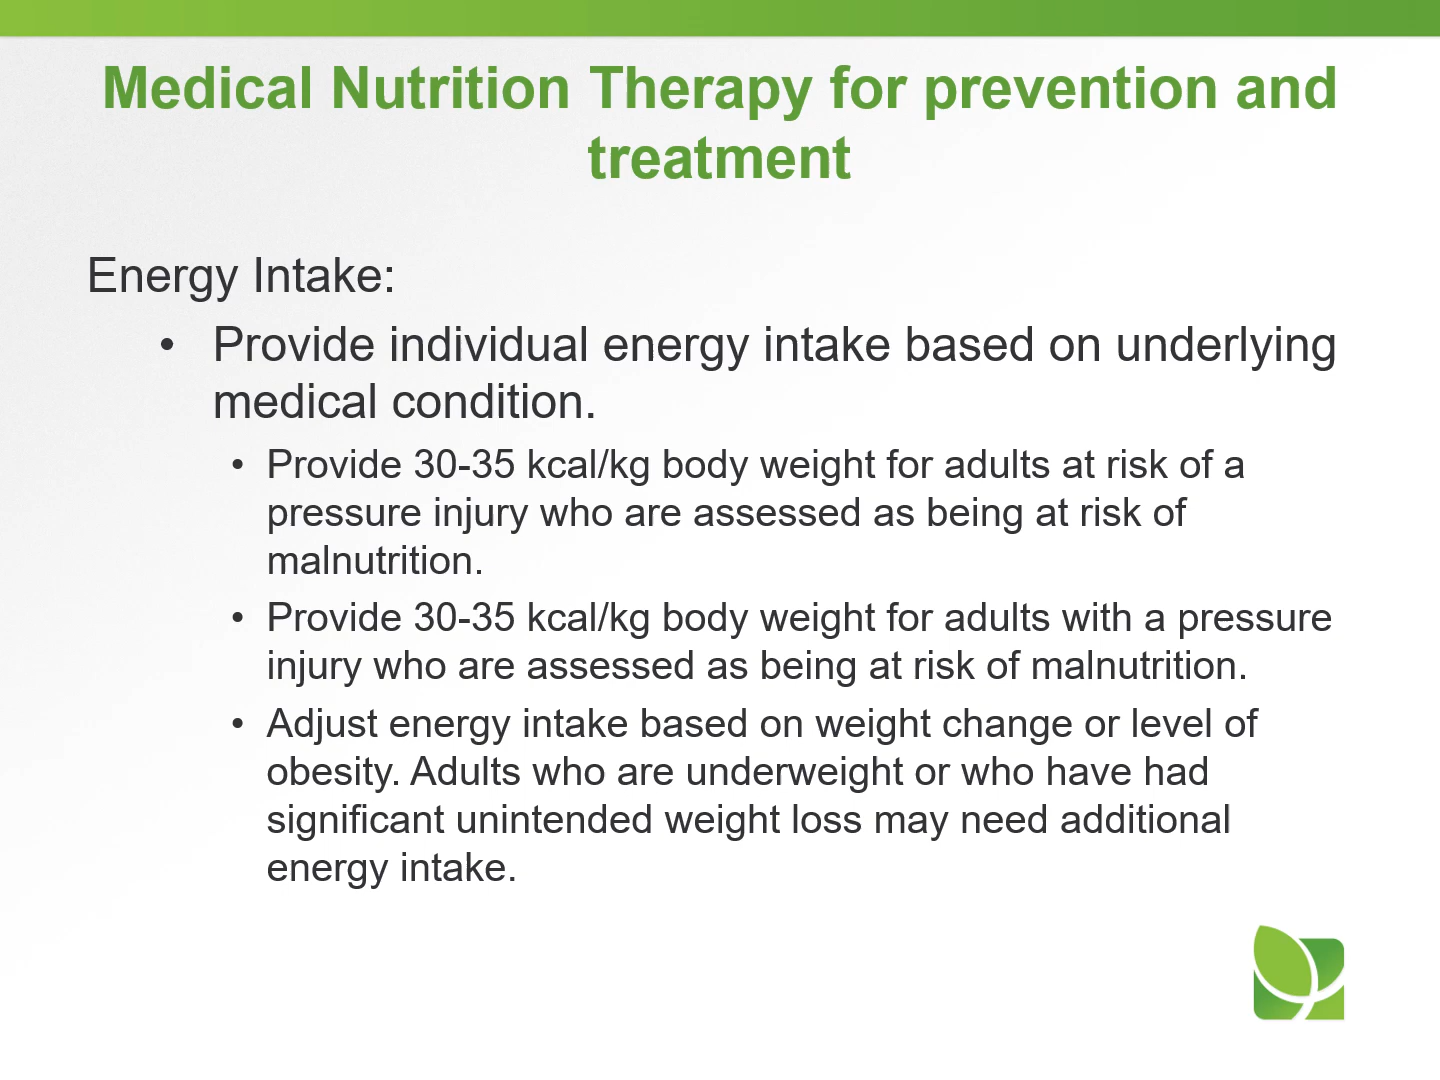 Medical Nutrition Therapy for prevention and
treatment
Energy Intake:
• Provide individual energy intake based on underlying
medical condition.
• Provide 30-35 kcal/kg body weight for adults at risk of a
pressure injury who are assessed as being at risk of
malnutrition.
• Provide 30-35 kcal/kg body weight for adults with a pressure
injury who are assessed as being at risk of malnutrition.
• Adjust energy intake based on weight change or level of
obesity. Adults who are underweight or who have had
significant unintended weight loss may need additional
energy intake.